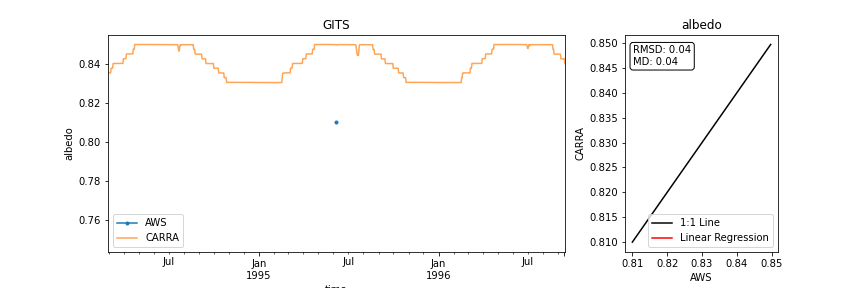 GITS
albedo
0.84
0.82
0.80
0.78
0.76
albedo
AWS
CARRA
Jul
Jan
1995
Jul
Jan
1996
Jul
time
albedo
RMSD: 0.04
MD: 0.04
0.850
0.845
0.840
0.835
0.830
0.825
0.820
0.815
0.810
CARRA
1:1 Line
Linear Regression
0.81 0.82 0.83 0.84 0.85
AWS